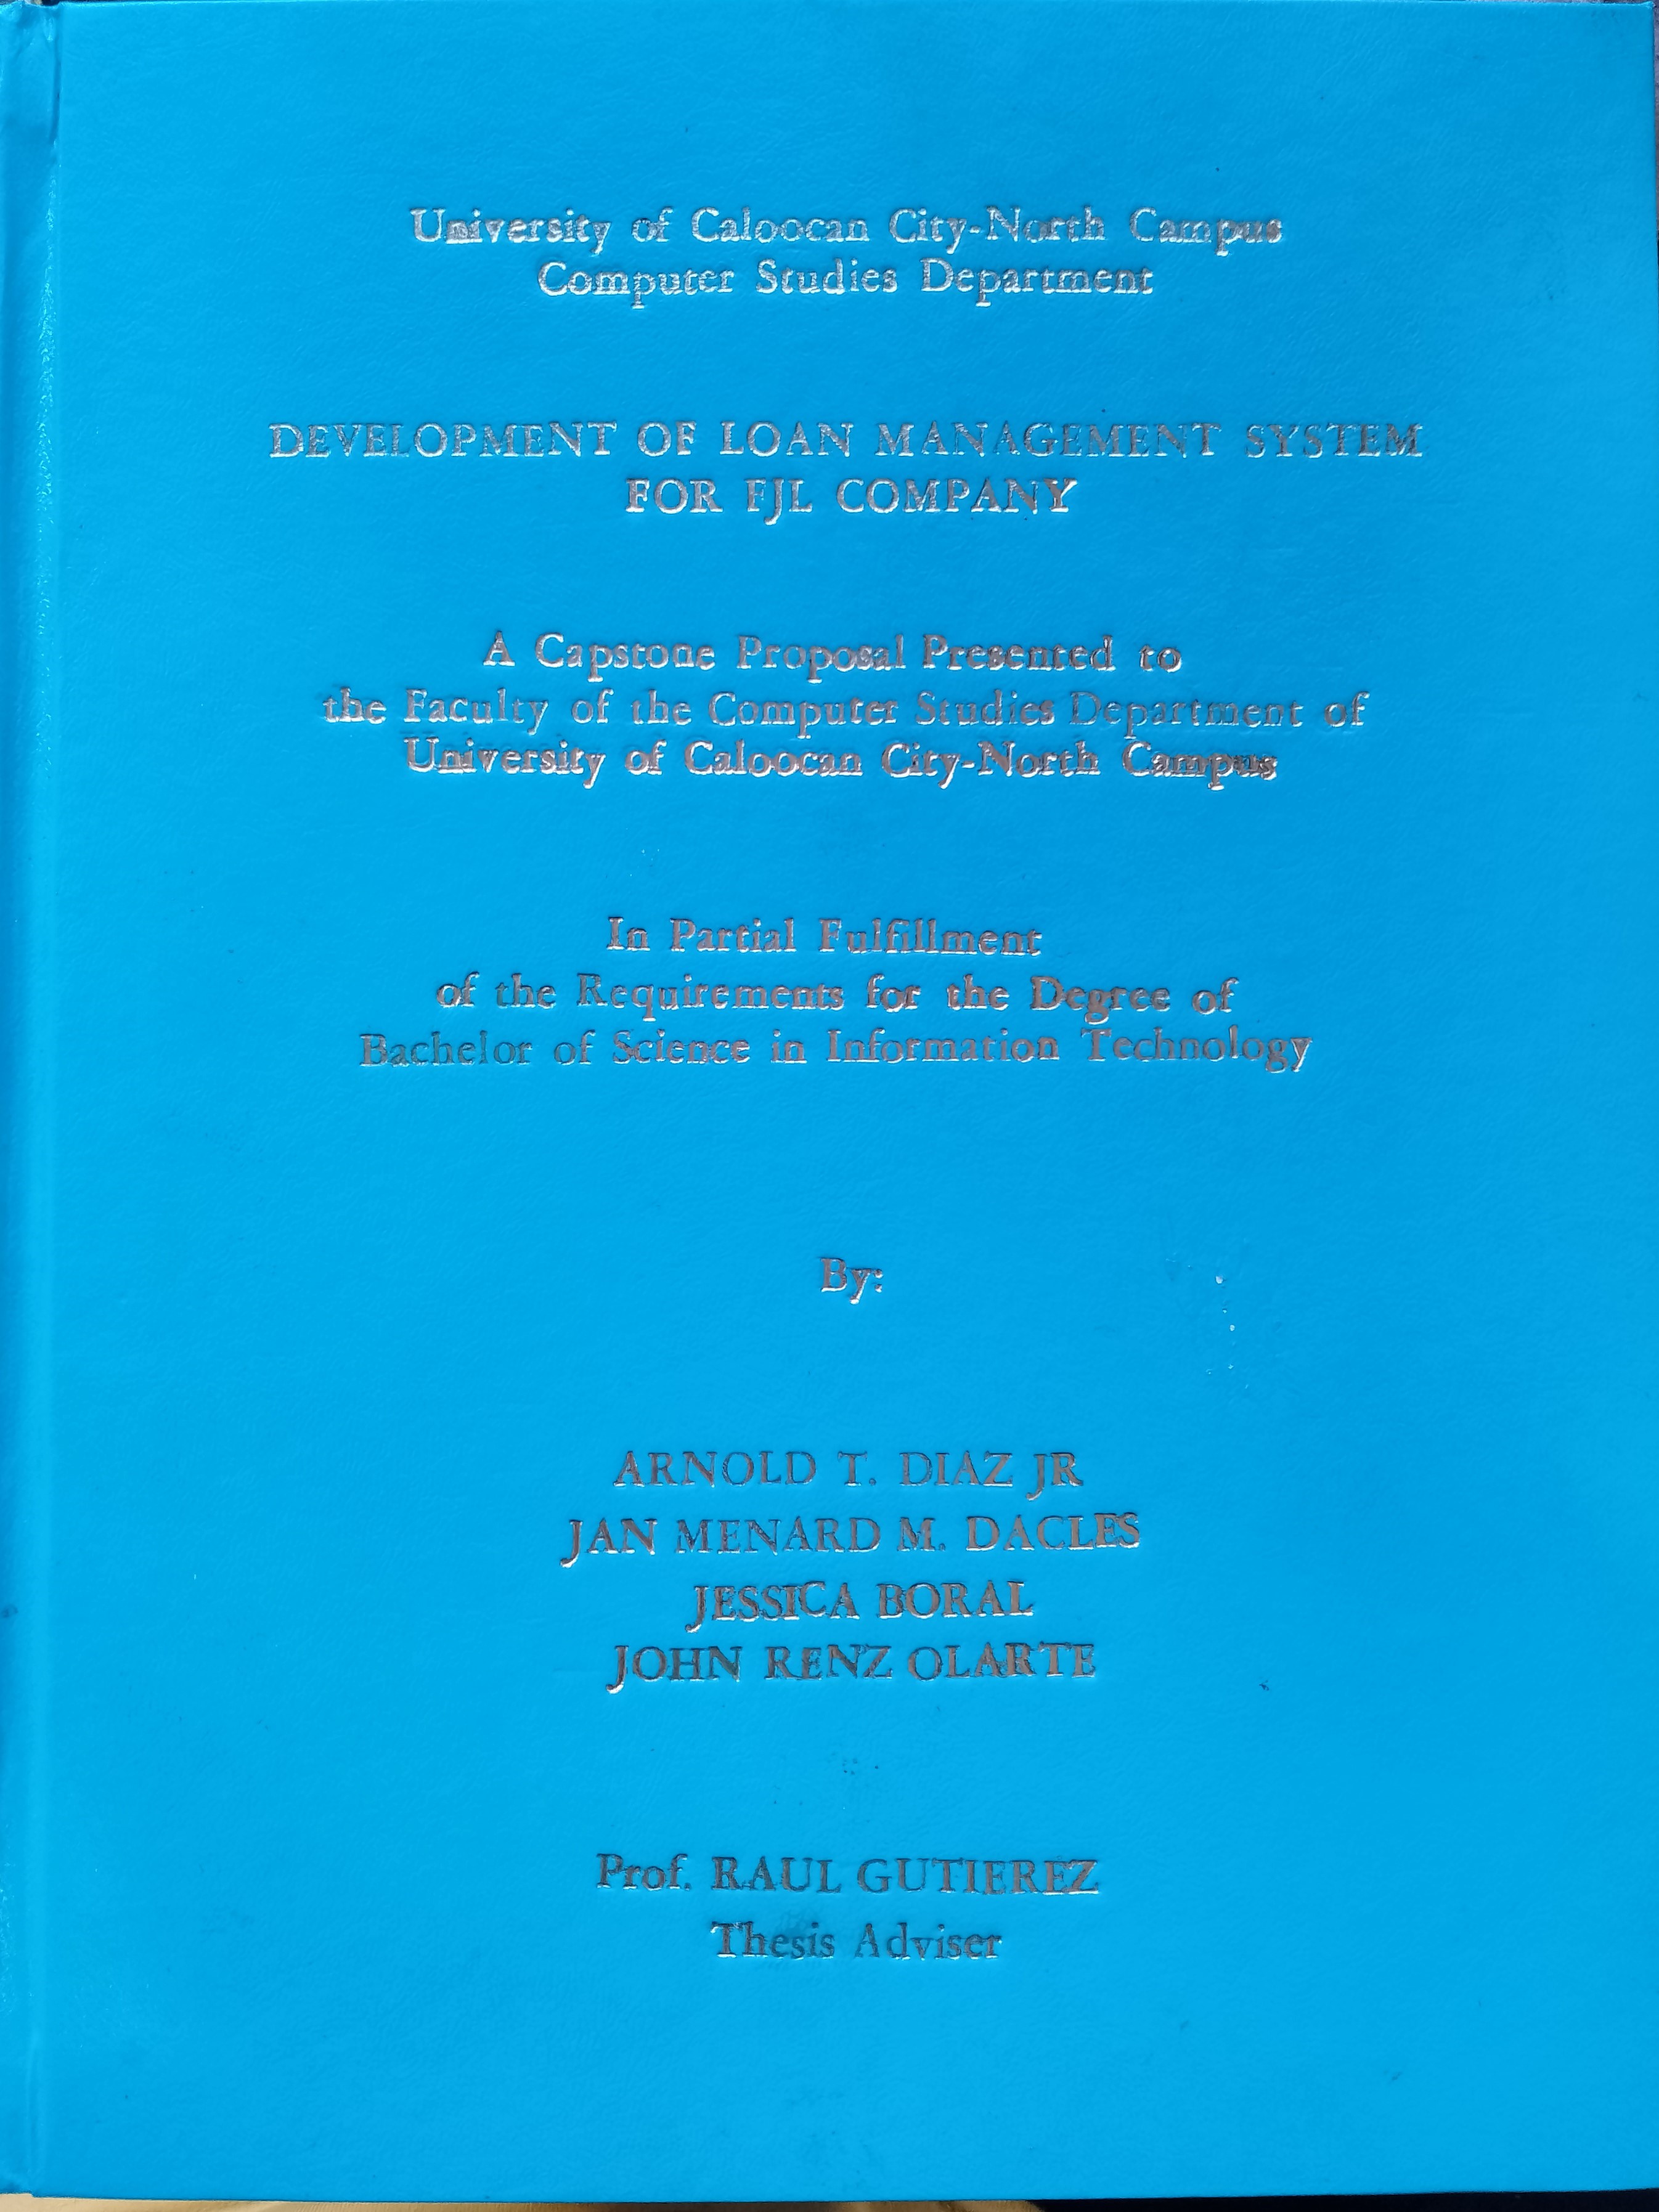 University of Caloocan City-North Campus
Computer Studies Department
DEVELOPMENT OF LOAN MANAGEMENT SYSTEM
FOR FJL COMPANY
A Capstone Proposal Presented to
the Faculty of the Computer Studies Department of
University of Caloocan City-North Campus
In Partial Fulfillment
of the Requirements for the Degree of
Bachelor of Science in Information Technology
By:
ARNOLD T. DIAZ JR
JAN MENARD M. DACLES
JESSICA BORAL
JOHN RENZ OLARTE
Prof. RAUL GUTIEREZ
Thesis Adviser